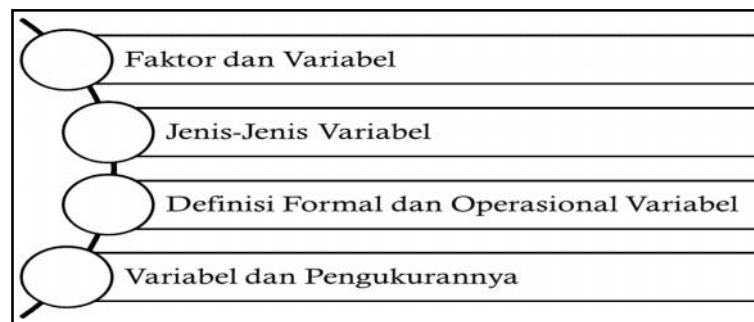 Faktor dan Variabel
Jenis-Jenis Variabel
Definisi Formal dan Operasional Variabel
Variabel dan Pengukurannya